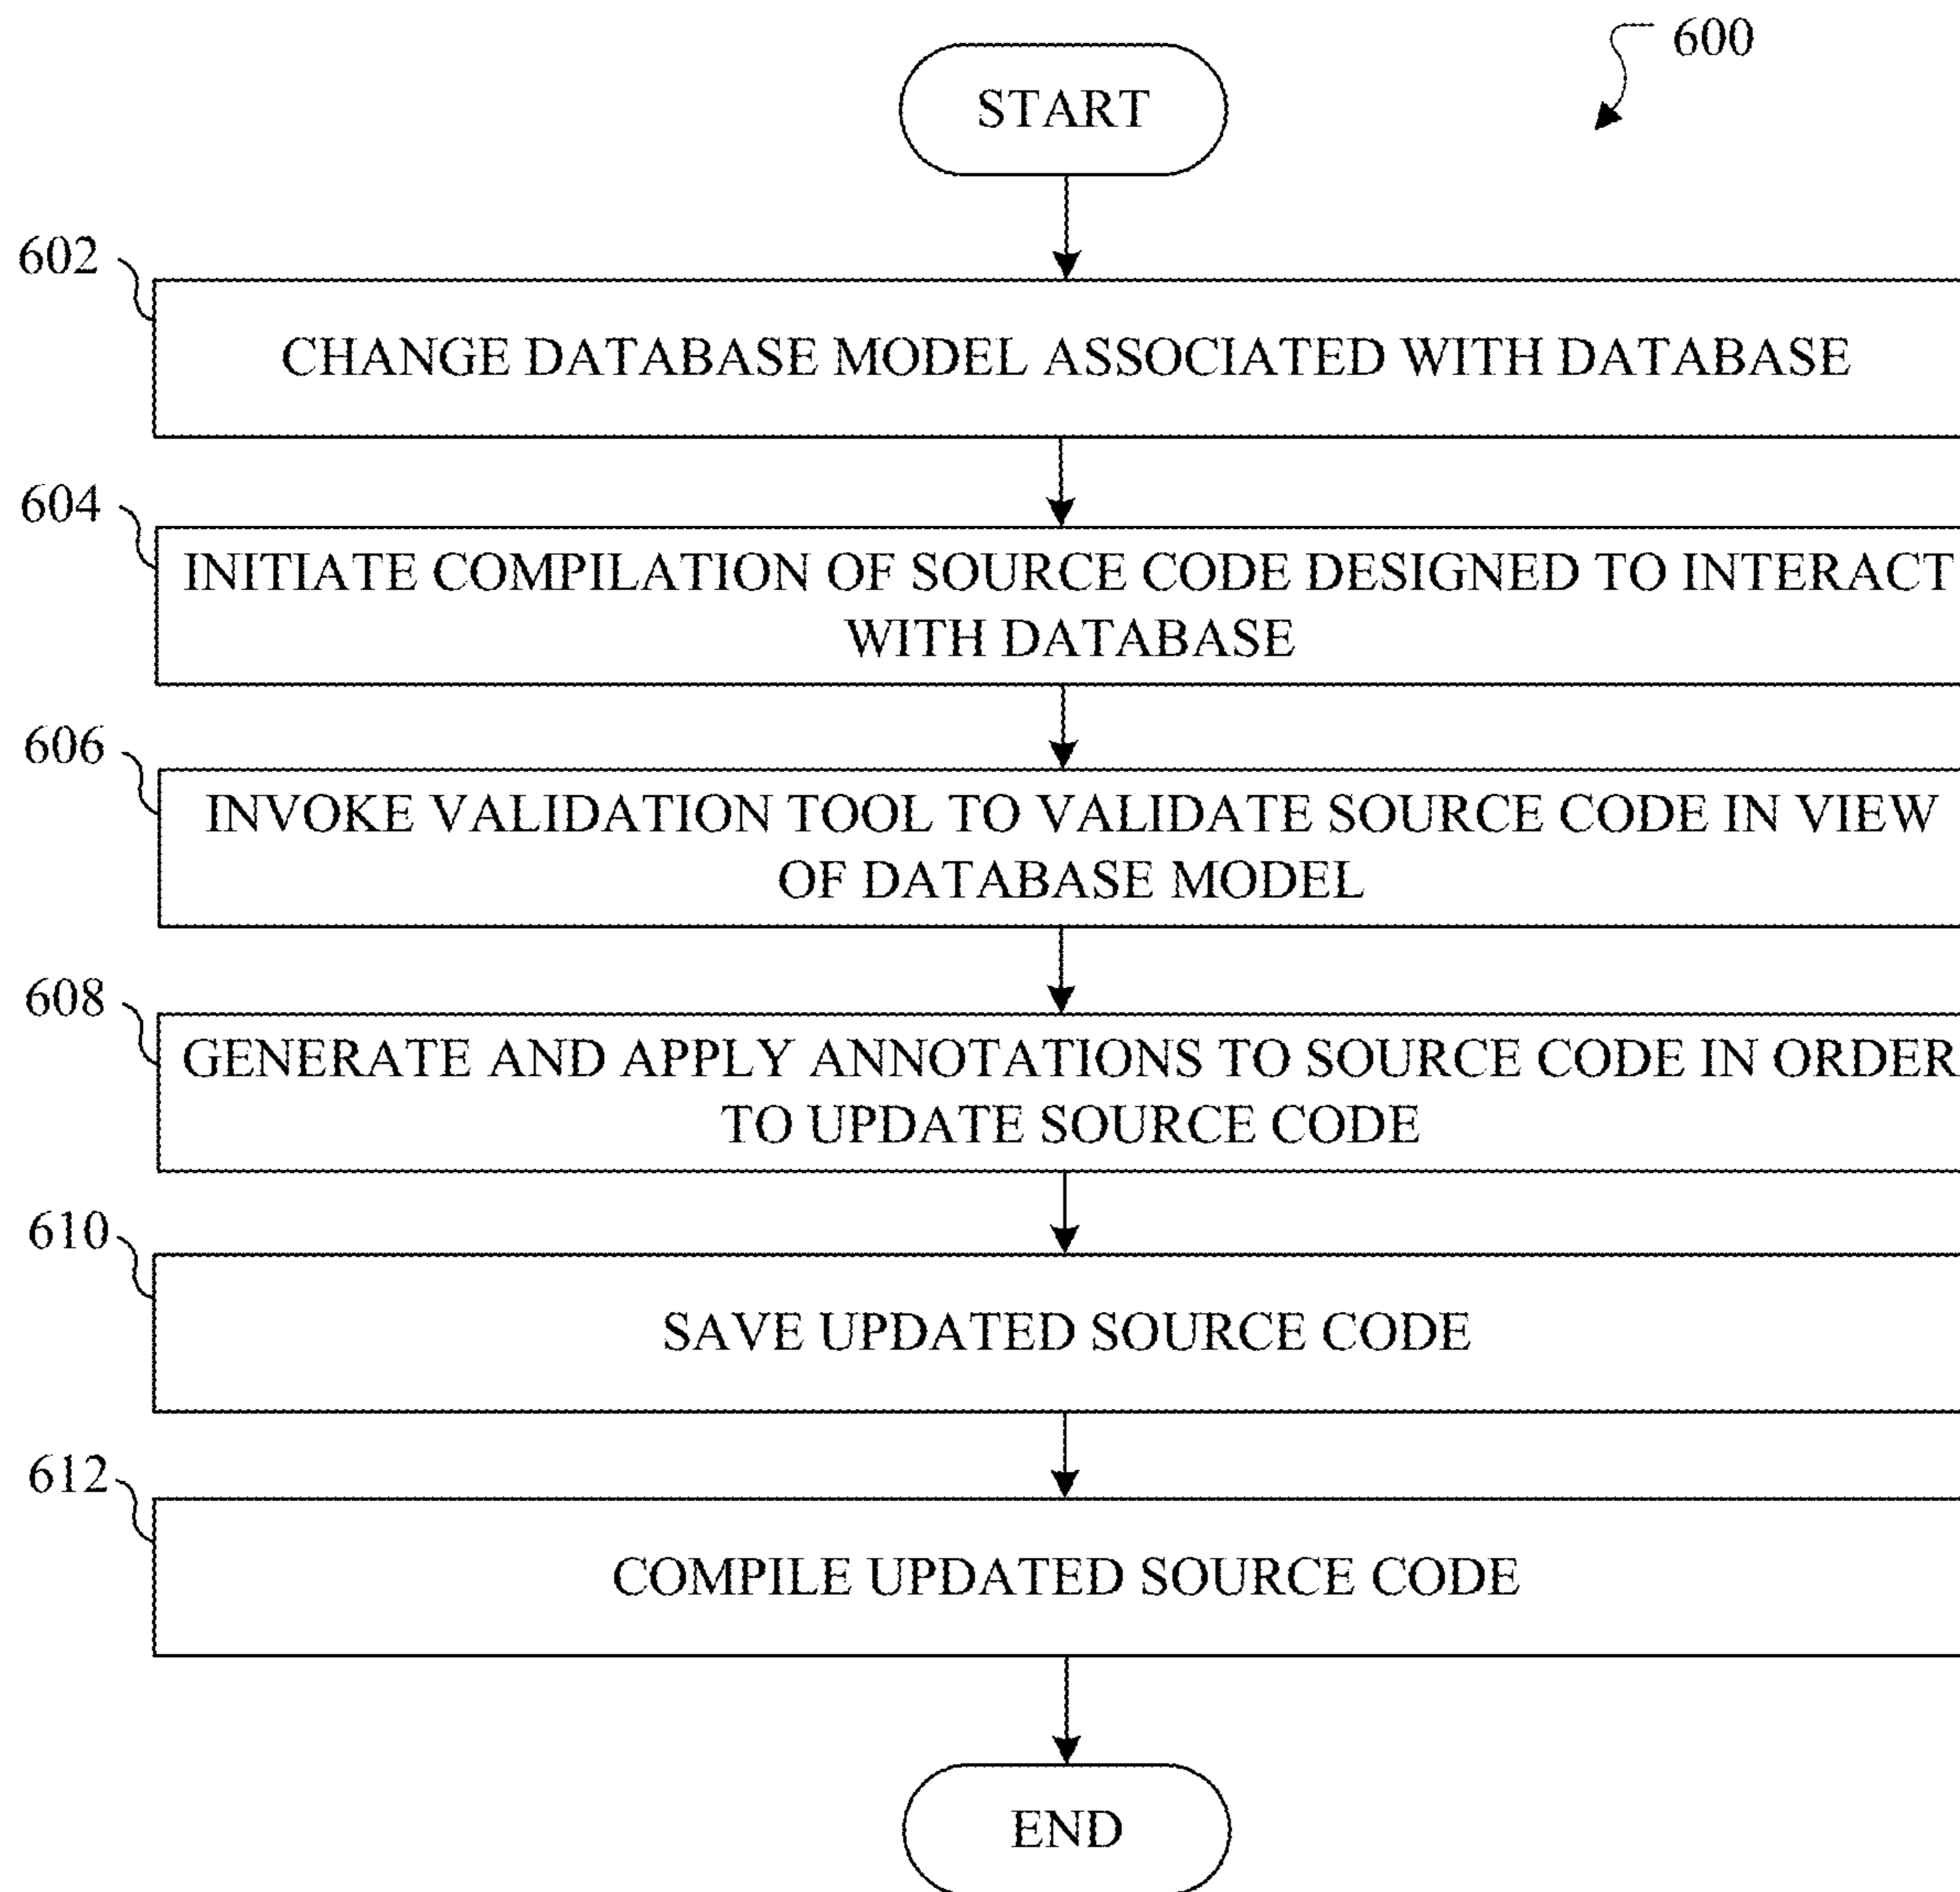 600
START
602
CHANGE DATABASE MODEL ASSOCIATED WITH DATABASE
604
INITIATE COMPILATION OF SOURCE CODE DESIGNED TO INTERACT
WITH DATABASE
606
INVOKE VALIDATION TOOL TO VALIDATE SOURCE CODE IN VIEW
OF DATABASE MODEL
608
GENERATE AND APPLY ANNOTATIONS TO SOURCE CODE IN ORDER
TO UPDATE SOURCE CODE
610
SAVE UPDATED SOURCE CODE
612
COMPILE UPDATED SOURCE CODE
END